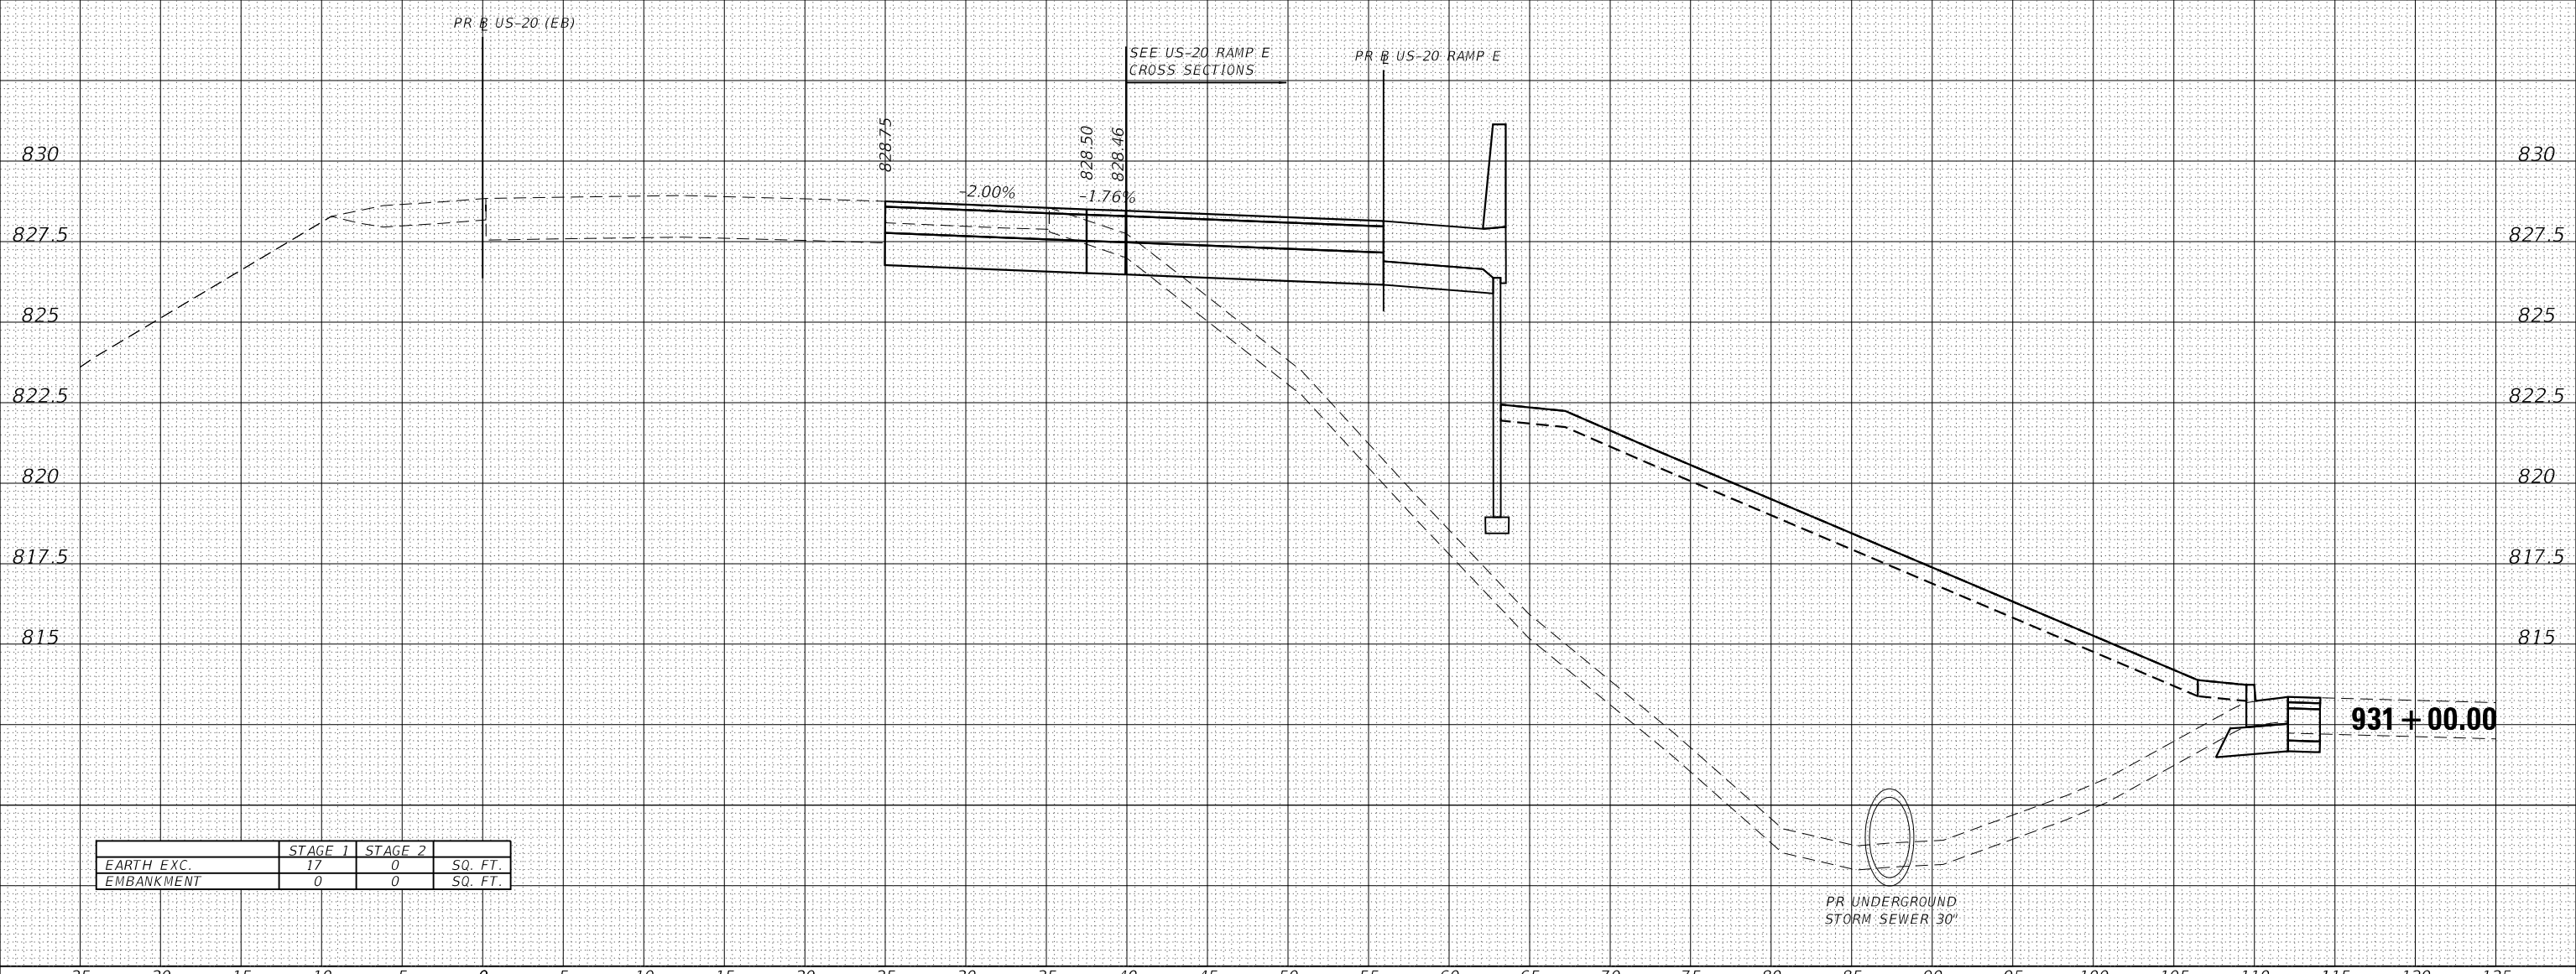 PR ℄ US-20 (EB)
SEE US-20 RAMP E
CROSS SECTIONS
PR ℄ US-20 RAMP E
828.75
828.50
828.46
-2.00%
-1.76%
830 830
827.5 827.5
825 825
822.5 822.5
820 820
817.5 817.5
815 815
931+00.00
STAGE 1 STAGE 2
EARTH EXC. 17 0 SQ. FT.
EMBANKMENT 0 0 SQ. FT.
PR UNDERGROUND
STORM SEWER 30"